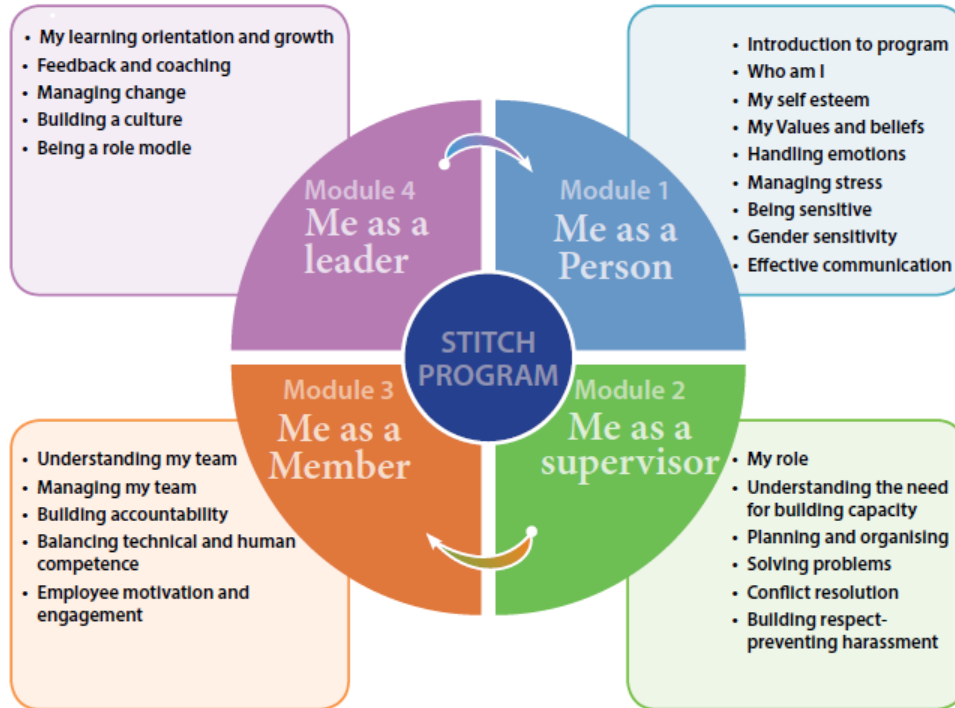 • My learning orientation and growth
• Feedback and coaching
• Managing change
• Building a culture
• Being a role modle
• Introduction to program
• Who am I
• My self esteem
• My Values and beliefs
• Handling emotions
• Managing stress
• Being sensitive
• Gender sensitivity
• Effective communication
Module 4
Me as a
leader
Module 1
Me as a
Person
STITCH
PROGRAM
Module 3
Me as a
Member
Module 2
Me as a
supervisor
• Understanding my team
• Managing my team
• Building accountability
• Balancing technical and human
competence
• Employee motivation and
engagement
• My role
• Understanding the need
for building capacity
• Planning and organising
• Solving problems
• Conflict resolution
• Building respect-
preventing harassment